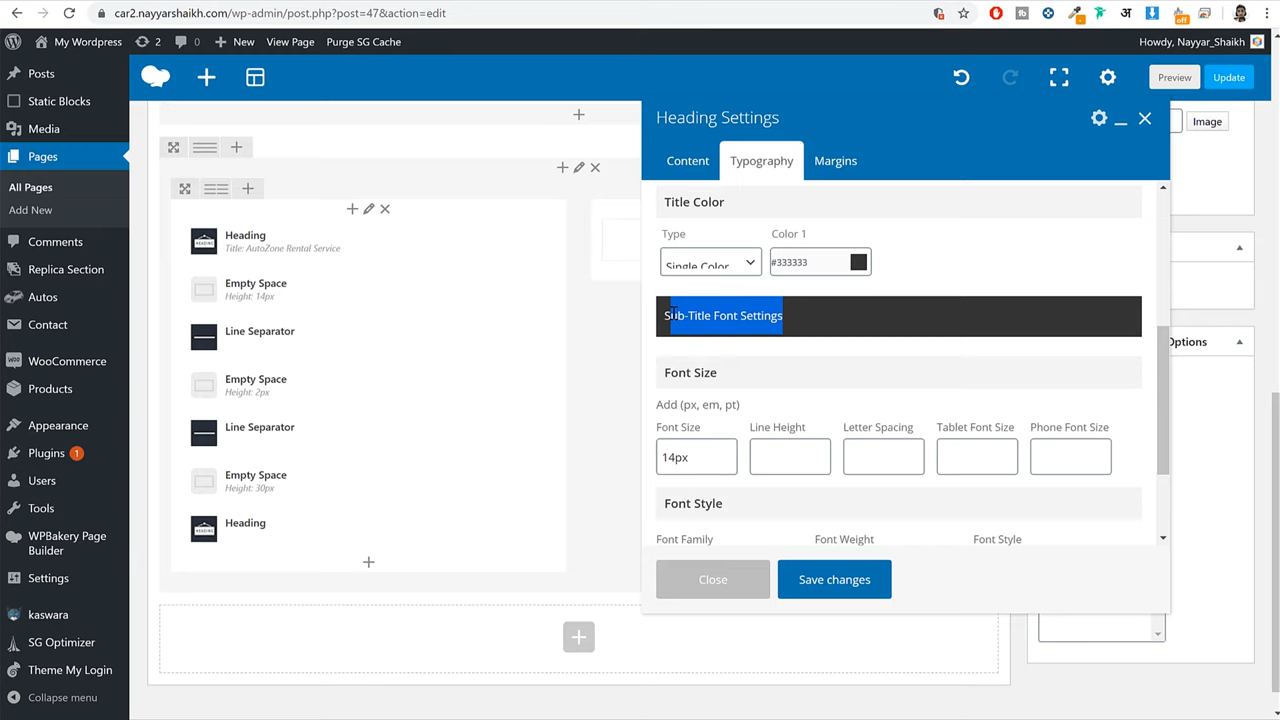 car2.nayyarshaikh.com/wp-admin/post.php?post=47&action=edit
अ
off
My Wordpress
2
0
New
View Page
Purge SG Cache
Howdy, Nayyar_Shaikh
Posts
Static Blocks
Media
Pages
All Pages
Add New
Comments
Replica Section
Autos
Contact
WooCommerce
Products
Appearance
Plugins 1
Users
Tools
WPBakery Page
Builder
Settings
kaswara
SG Optimizer
Theme My Login
Collapse menu
Preview
Update
Image
Options
HEADING
Heading
Title: AutoZone Rental Service
Empty Space
Height: 14px
Line Separator
Empty Space
Height: 2px
Line Separator
Empty Space
Height: 30px
HEADING
Heading
Heading Settings
Content
Typography
Margins
Title Color
Type
Color 1
Single Color
#333333
Sub-Title Font Settings
Font Size
Add (px, em, pt)
Font Size
Line Height
Letter Spacing
Tablet Font Size
Phone Font Size
14px
Font Style
Font Family
Font Weight
Font Style
Close
Save changes